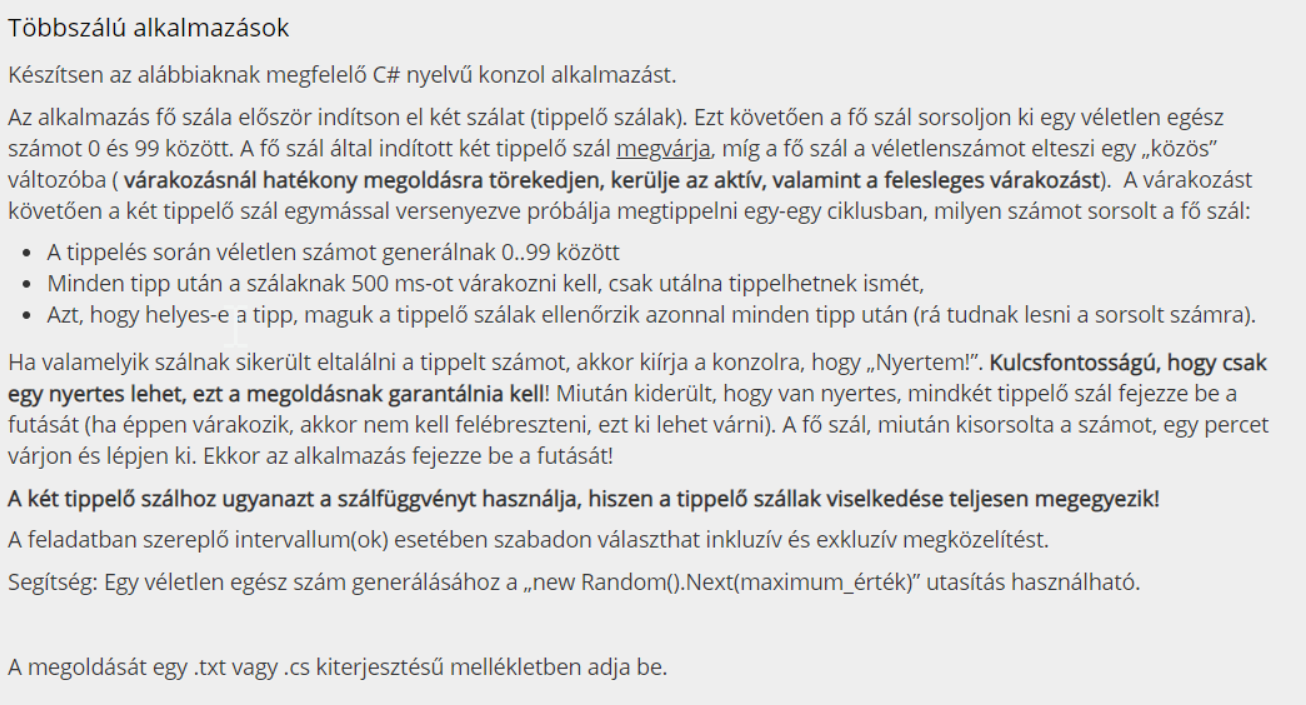 Többszálú alkalmazások
Készítsen az alábbiaknak megfelelő C# nyelvű konzol alkalmazást.
Az alkalmazás fő szála először indítson el két szálat (tippelő szálak). Ezt követően a fő szál sorsoljon ki egy véletlen egész
számot 0 és 99 között. A fő szál által indított két tippelő szál megvárja, míg a fő szál a véletlenszámot elteszi egy „közös”
változóba ( várakozásnál hatékony megoldásra törekedjen, kerülje az aktív, valamint a felesleges várakozást). A várakozást
követően a két tippelő szál egymással versenyezve próbálja megtippelni egy-egy ciklusban, milyen számot sorsolt a fő szál:
• A tippelés során véletlen számot generálnak 0..99 között
• Minden tipp után a szálaknak 500 ms-ot várakozni kell, csak utálna tippelhetnek ismét,
• Azt, hogy helyes-e a tipp, maguk a tippelő szálak ellenőrzik azonnal minden tipp után (rá tudnak lesni a sorsolt számra).
Ha valamelyik szálnak sikerült eltalálni a tippelt számot, akkor kiírja a konzolra, hogy „Nyertem!”. Kulcsfontosságú, hogy csak
egy nyertes lehet, ezt a megoldásnak garantálnia kell! Miután kiderült, hogy van nyertes, mindkét tippelő szál fejezze be a
futását (ha éppen várakozik, akkor nem kell felébreszteni, ezt ki lehet várni). A fő szál, miután kisorsolta a számot, egy percet
várjon és lépjen ki. Ekkor az alkalmazás fejezze be a futását!
A két tippelő szálhoz ugyanazt a szálfüggvényt használja, hiszen a tippelő szállak viselkedése teljesen megegyezik!
A feladatban szereplő intervallum(ok) esetében szabadon választhat inkluzív és exkluzív megközelítést.
Segítség: Egy véletlen egész szám generálásához a „new Random().Next(maximum_érték)” utasítás használható.
A megoldását egy .txt vagy .cs kiterjesztésű mellékletben adja be.